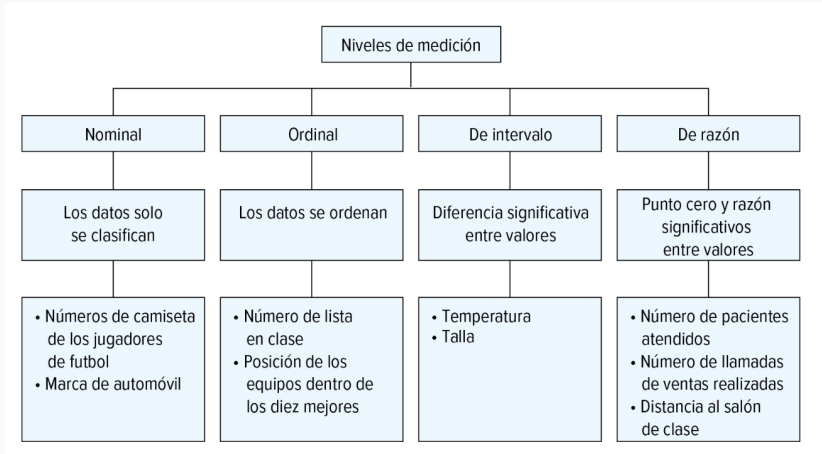 Niveles de medición
Nominal
Ordinal
De intervalo
De razón
Los datos solo
se clasifican
Los datos se ordenan
Diferencia significativa
entre valores
Punto cero y razón
significativos
entre valores
• Números de camiseta
de los jugadores
de futbol
• Marca de automóvil
• Número de lista
en clase
• Posición de los
equipos dentro de
los diez mejores
• Temperatura
• Talla
• Número de pacientes
atendidos
• Número de llamadas
de ventas realizadas
• Distancia al salón
de clase